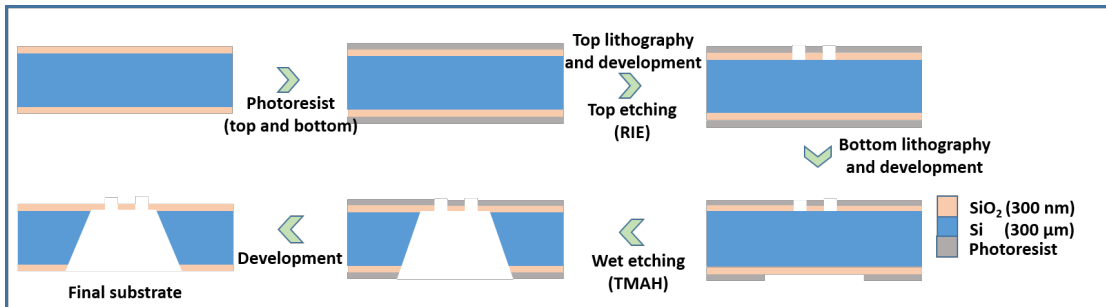 Photoresist
(top and bottom)
Top lithography
and development
Top etching
(RIE)
Bottom lithography
and development
SiO₂ (300 nm)
Si (300 µm)
Photoresist
Wet etching
(TMAH)
Development
Final substrate